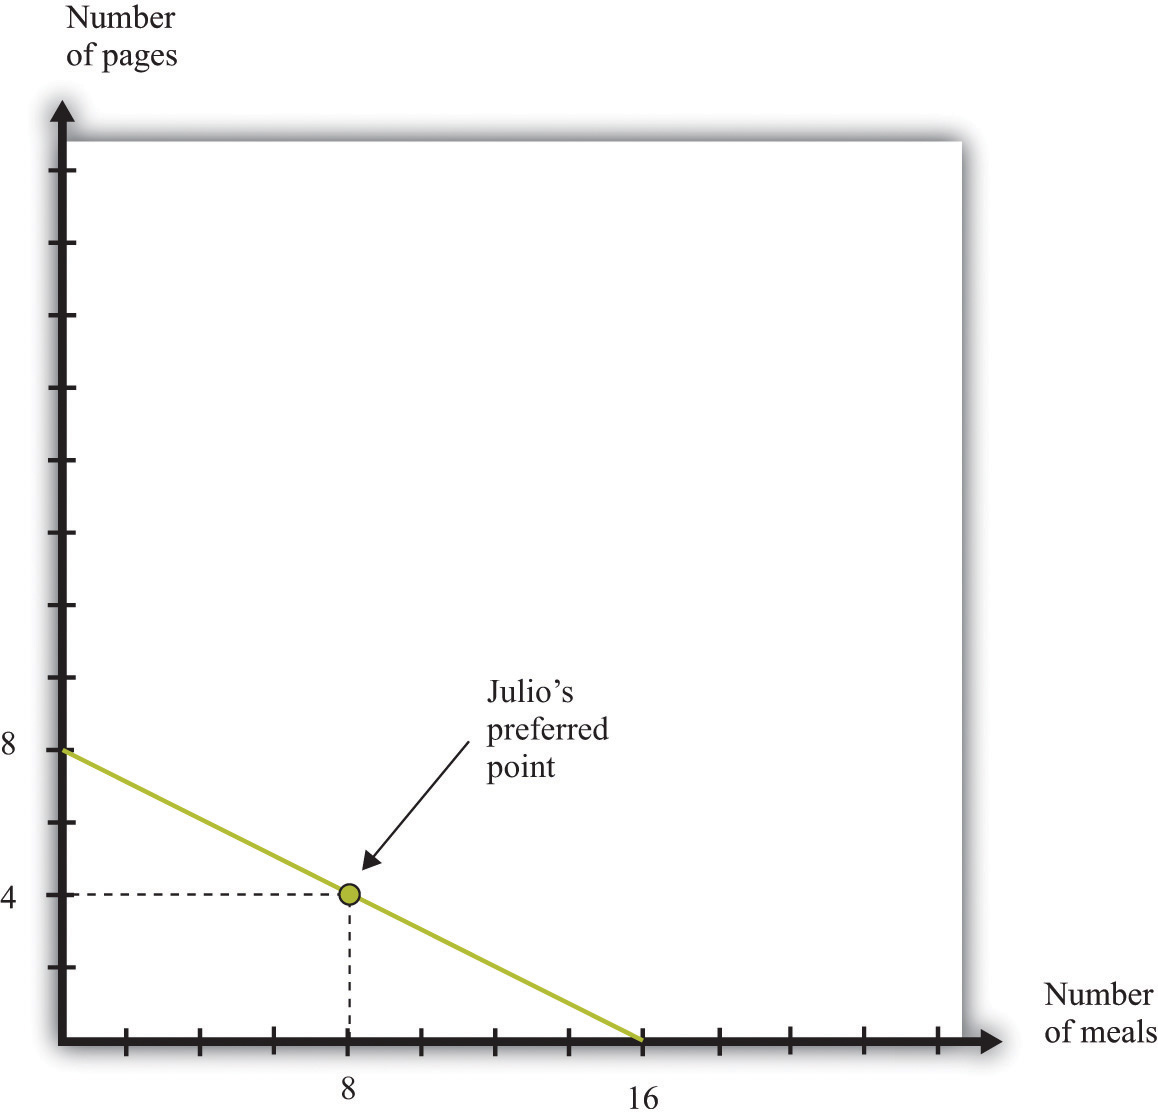 Number
of pages
Julio’s
preferred
point
8
4
Number
of meals
8
16